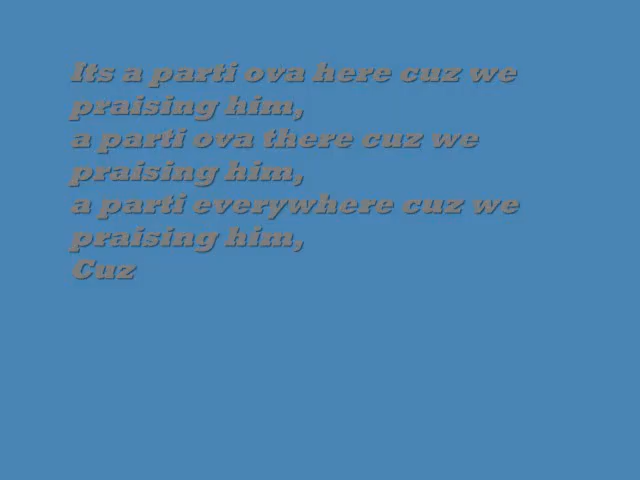 Its a parti ova here cuz we
praising him,
a parti ova there cuz we
praising him,
a parti everywhere cuz we
praising him,
Cuz